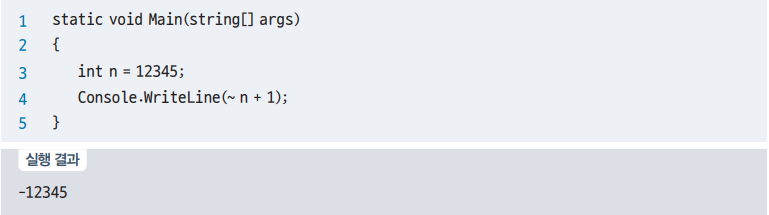 1 static void Main(string[] args)
2 {
3 int n = 12345;
4 Console.WriteLine(~ n + 1);
5 }
실행 결과
-12345